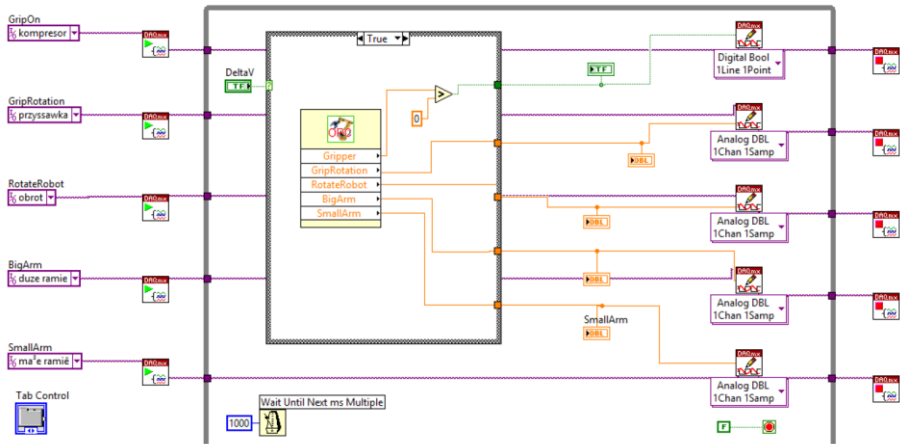 GripOn
kompresor
DAQmx
True
DAQmx
Digital Bool
1Line 1Point
DAQmx
DeltaV
TF
?
TF
>
0
GripRotation
przyssawka
DAQmx
OPC
DAQmx
Analog DBL
1Chan 1Samp
DAQmx
Gripper
GripRotation
RotateRobot
BigArm
SmallArm
DBL
RotateRobot
obrot
DAQmx
DAQmx
Analog DBL
1Chan 1Samp
DAQmx
DBL
BigArm
duze ramie
DAQmx
DAQmx
Analog DBL
1Chan 1Samp
DAQmx
DBL
SmallArm
DBL
SmallArm
ma³e ramiê
DAQmx
DAQmx
Analog DBL
1Chan 1Samp
DAQmx
Tab Control
Wait Until Next ms Multiple
1000
F